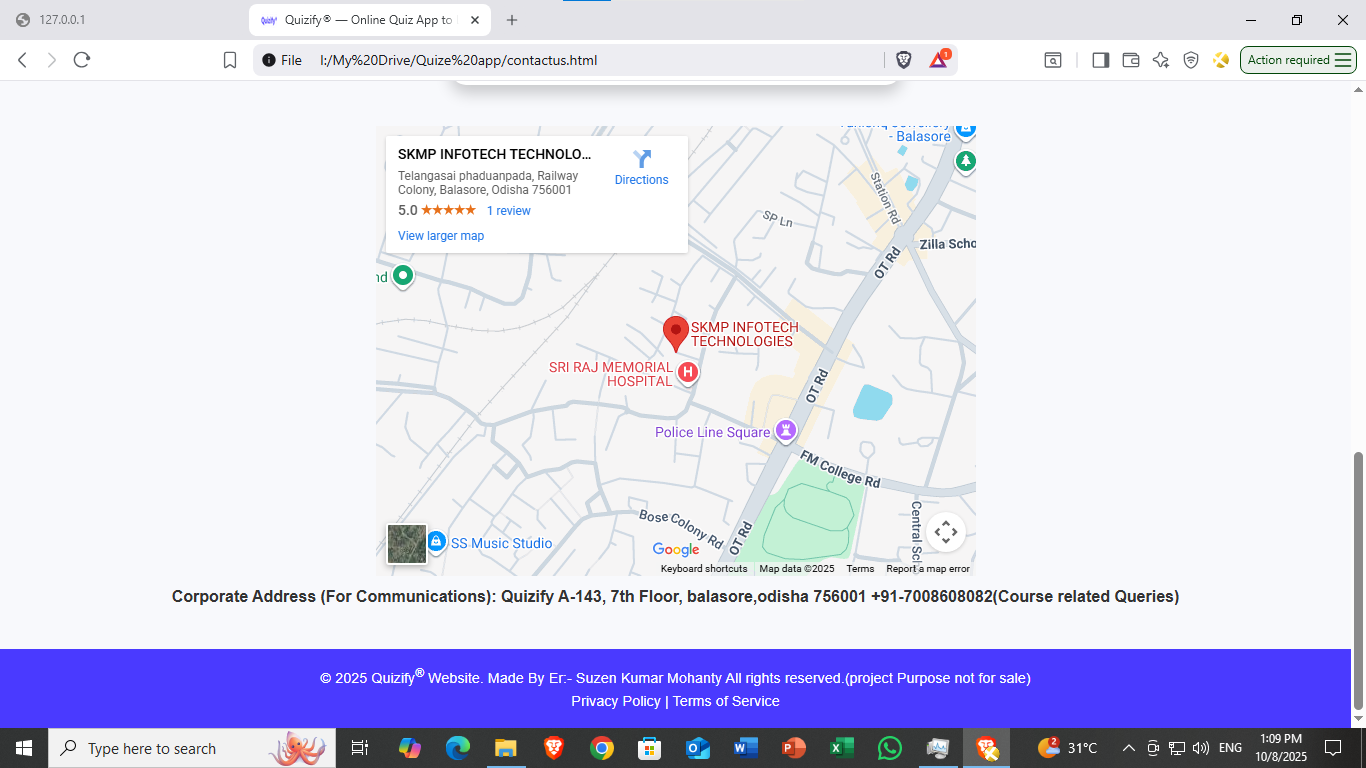 127.0.0.1
Quizify
Quizify® — Online Quiz App to
File
I:/My%20Drive/Quize%20app/contactus.html
1
Action required
- Balasore
SKMP INFOTECH TECHNOLO...
Directions
Telangasai phaduanpada, Railway
Colony, Balasore, Odisha 756001
5.0
1 review
View larger map
Station Rd
SP Ln
Zilla Scho
OT Rd
nd
SKMP INFOTECH
TECHNOLOGIES
SRI RAJ MEMORIAL
HOSPITAL
H
OT Rd
Police Line Square
FM College Rd
Bose Colony Rd
OT Rd
Central Sc
SS Music Studio
Google
Keyboard shortcuts
Map data ©2025
Terms
Report a map error
Corporate Address (For Communications): Quizify A-143, 7th Floor, balasore,odisha 756001 +91-7008608082(Course related Queries)
© 2025 Quizify® Website. Made By Er:- Suzen Kumar Mohanty All rights reserved.(project Purpose not for sale)
Privacy Policy | Terms of Service
Type here to search
2
31°C
ENG
1:09 PM
10/8/2025